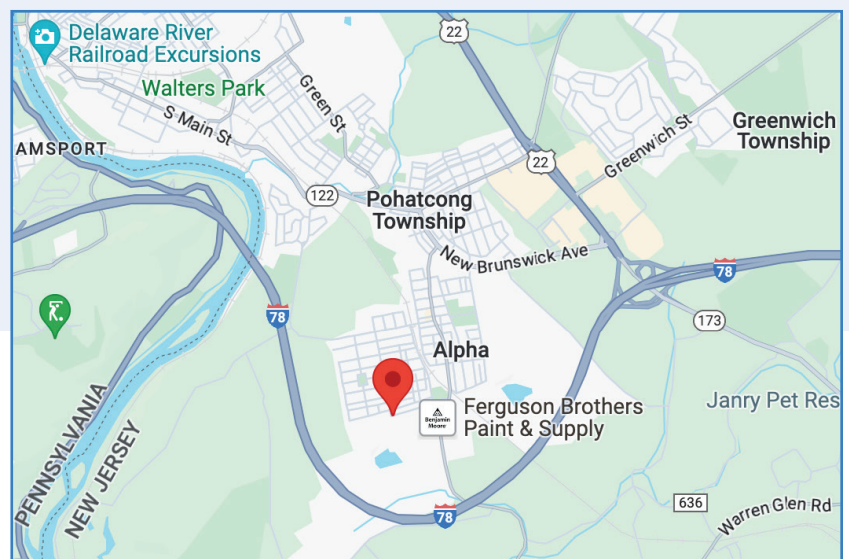 22
Delaware River
Railroad Excursions
Walters Park
Green St
S Main St
Greenwich St
Greenwich
Township
AMSPORT
22
122
Pohatcong
Township
New Brunswick Ave
78
78
173
Alpha
Benjamin
Moore
Ferguson Brothers
Paint & Supply
Janry Pet Res
PENNSYLVANIA
NEW JERSEY
636
Warren Glen Rd
78